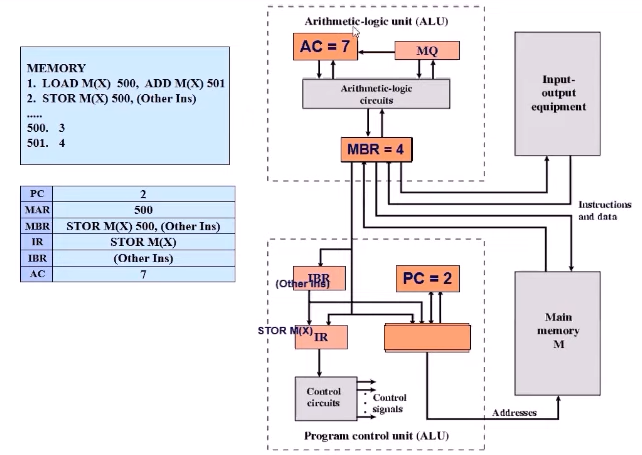 MEMORY
1. LOAD M(X) 500, ADD M(X) 501
2. STOR M(X) 500, (Other Ins)
.....
500. 3
501. 4
PC 2
MAR 500
MBR STOR M(X) 500, (Other Ins)
IR STOR M(X)
IBR (Other Ins)
AC 7
Arithmetic-logic unit (ALU)
AC = 7
MQ
Arithmetic-logic
circuits
MBR = 4
Input-
output
equipment
Instructions
and data
IBR
(Other Ins)
PC = 2
STOR M(X)
IR
Main
memory
M
Control
circuits
Control
signals
Addresses
Program control unit (ALU)